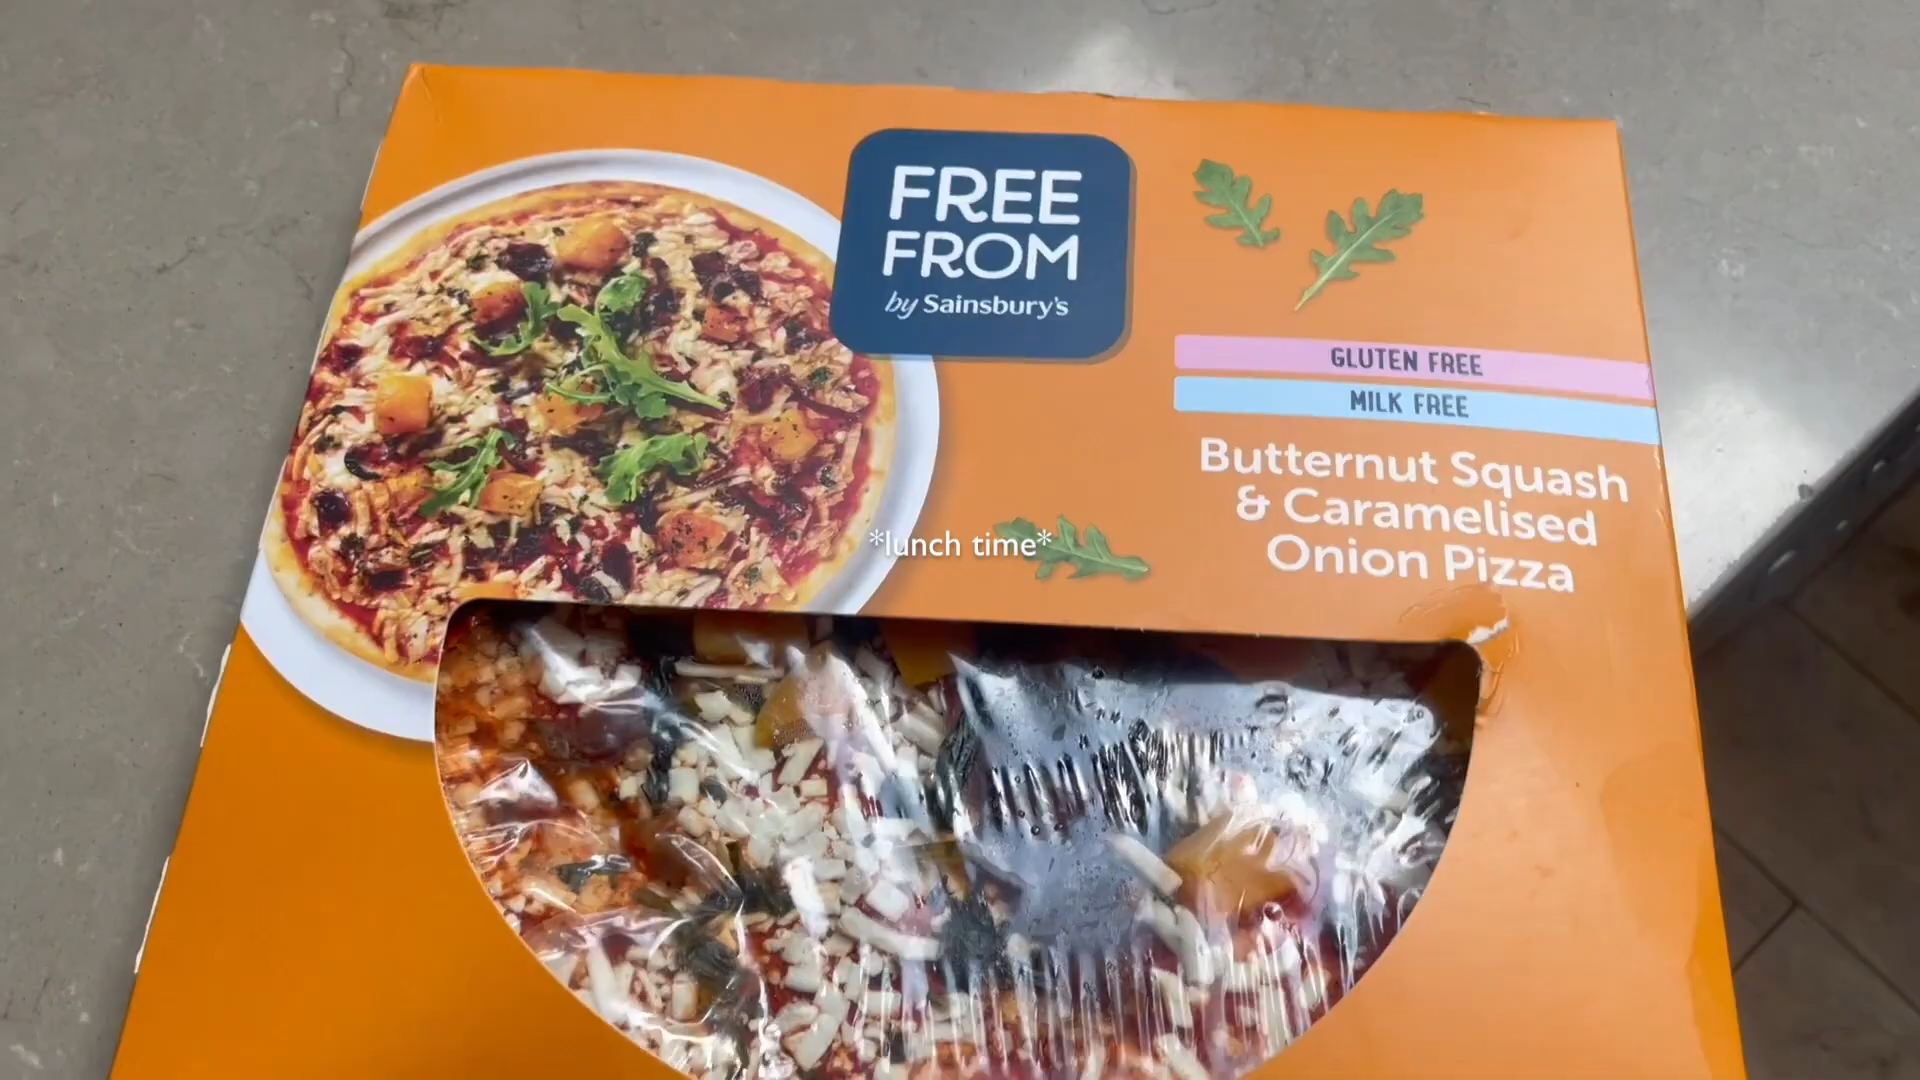 FREE
FROM
by Sainsbury's
GLUTEN FREE
MILK FREE
Butternut Squash
& Caramelised
Onion Pizza
*lunch time*